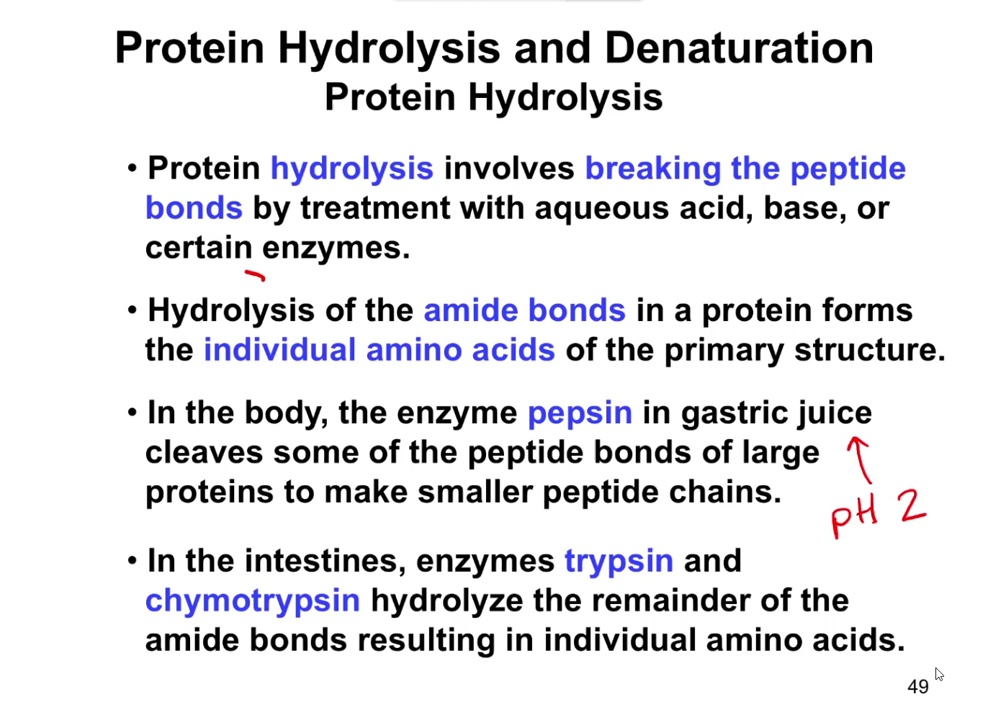 Protein Hydrolysis and Denaturation
Protein Hydrolysis
• Protein hydrolysis involves breaking the peptide
bonds by treatment with aqueous acid, base, or
certain enzymes.
• Hydrolysis of the amide bonds in a protein forms
the individual amino acids of the primary structure.
• In the body, the enzyme pepsin in gastric juice
cleaves some of the peptide bonds of large
proteins to make smaller peptide chains.
pH 2
• In the intestines, enzymes trypsin and
chymotrypsin hydrolyze the remainder of the
amide bonds resulting in individual amino acids.
49